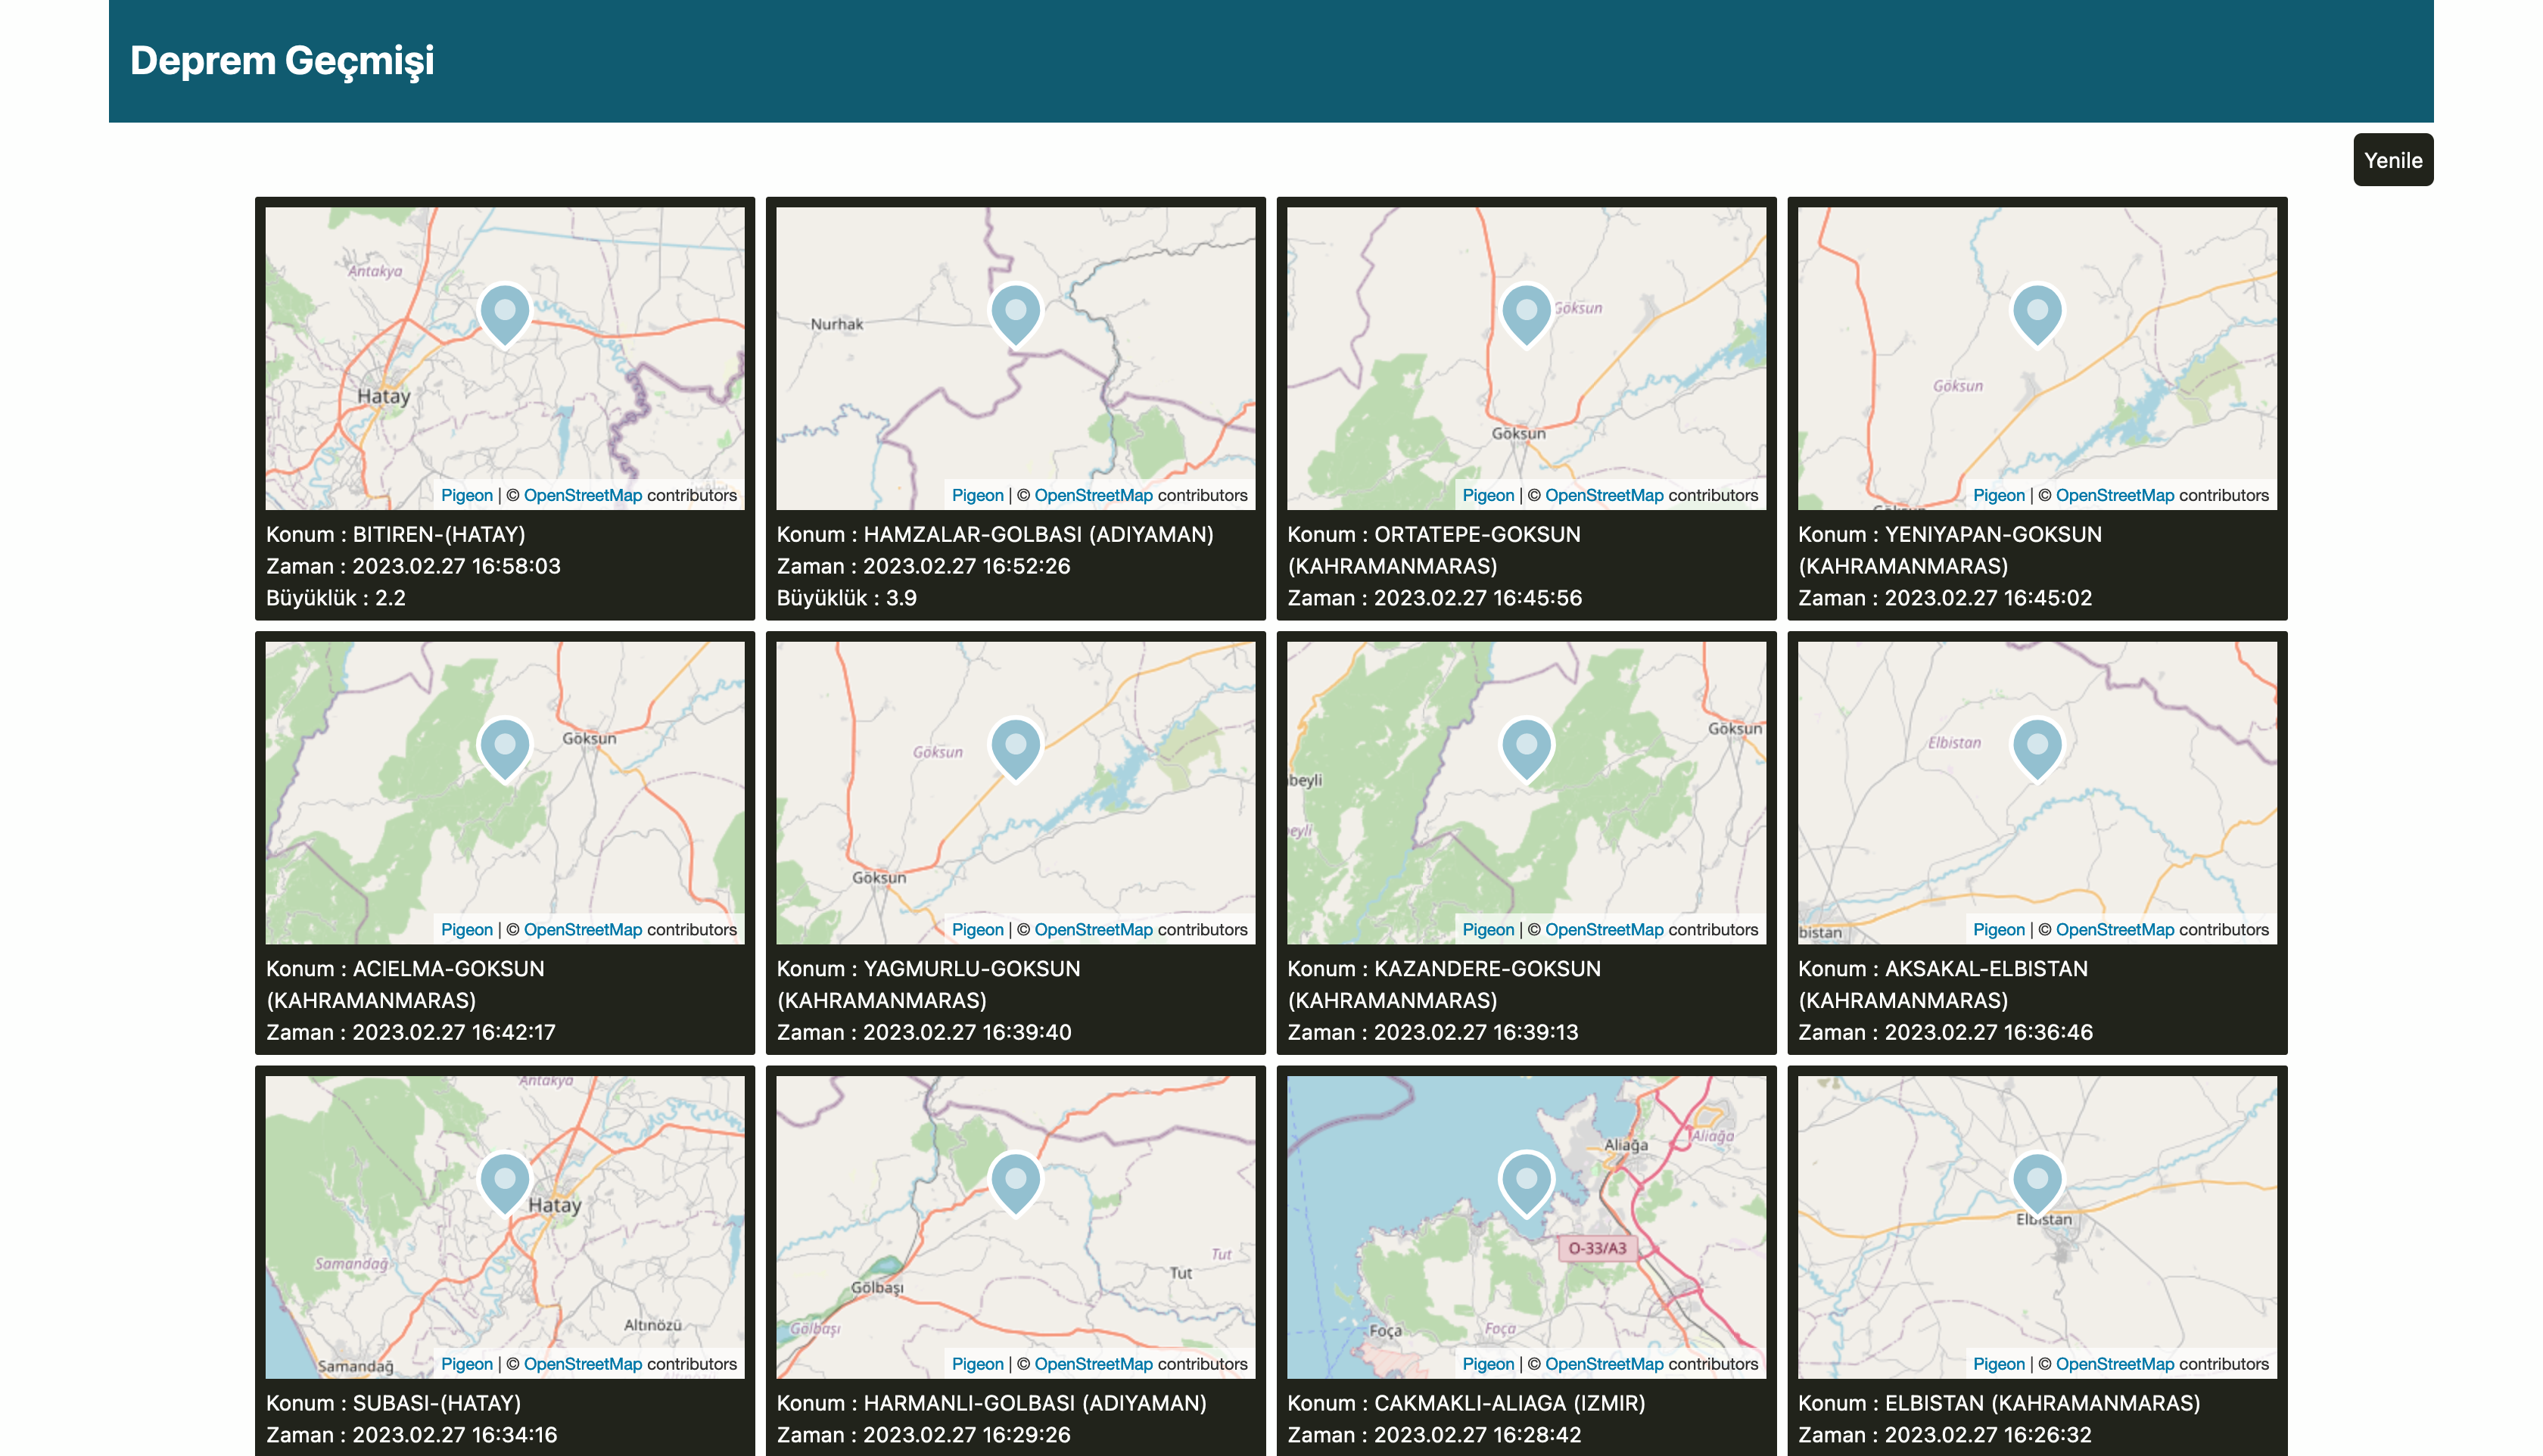 Deprem Geçmişi
Yenile
Antakya
Hatay
Pigeon | © OpenStreetMap contributors
Konum : BITIREN-(HATAY)
Zaman : 2023.02.27 16:58:03
Büyüklük : 2.2
Nurhak
Pigeon | © OpenStreetMap contributors
Konum : HAMZALAR-GOLBASI (ADIYAMAN)
Zaman : 2023.02.27 16:52:26
Büyüklük : 3.9
Göksun
Göksun
Pigeon | © OpenStreetMap contributors
Konum : ORTATEPE-GOKSUN
(KAHRAMANMARAS)
Zaman : 2023.02.27 16:45:56
Göksun
Göksun
Pigeon | © OpenStreetMap contributors
Konum : YENIYAPAN-GOKSUN
(KAHRAMANMARAS)
Zaman : 2023.02.27 16:45:02
Göksun
Pigeon | © OpenStreetMap contributors
Konum : ACIELMA-GOKSUN
(KAHRAMANMARAS)
Zaman : 2023.02.27 16:42:17
Göksun
Göksun
Pigeon | © OpenStreetMap contributors
Konum : YAGMURLU-GOKSUN
(KAHRAMANMARAS)
Zaman : 2023.02.27 16:39:40
Göksun
beyli
eyli
Pigeon | © OpenStreetMap contributors
Konum : KAZANDERE-GOKSUN
(KAHRAMANMARAS)
Zaman : 2023.02.27 16:39:13
Elbistan
bistan
Pigeon | © OpenStreetMap contributors
Konum : AKSAKAL-ELBISTAN
(KAHRAMANMARAS)
Zaman : 2023.02.27 16:36:46
Antakya
Hatay
Samandağ
Altınözü
Samandağ
Pigeon | © OpenStreetMap contributors
Konum : SUBASI-(HATAY)
Zaman : 2023.02.27 16:34:16
Tut
Tut
Gölbaşı
Gölbaşı
Pigeon | © OpenStreetMap contributors
Konum : HARMANLI-GOLBASI (ADIYAMAN)
Zaman : 2023.02.27 16:29:26
Aliağa
Aliağa
O-33/A3
Foça
Foça
Pigeon | © OpenStreetMap contributors
Konum : CAKMAKLI-ALIAGA (IZMIR)
Zaman : 2023.02.27 16:28:42
Elbistan
Pigeon | © OpenStreetMap contributors
Konum : ELBISTAN (KAHRAMANMARAS)
Zaman : 2023.02.27 16:26:32